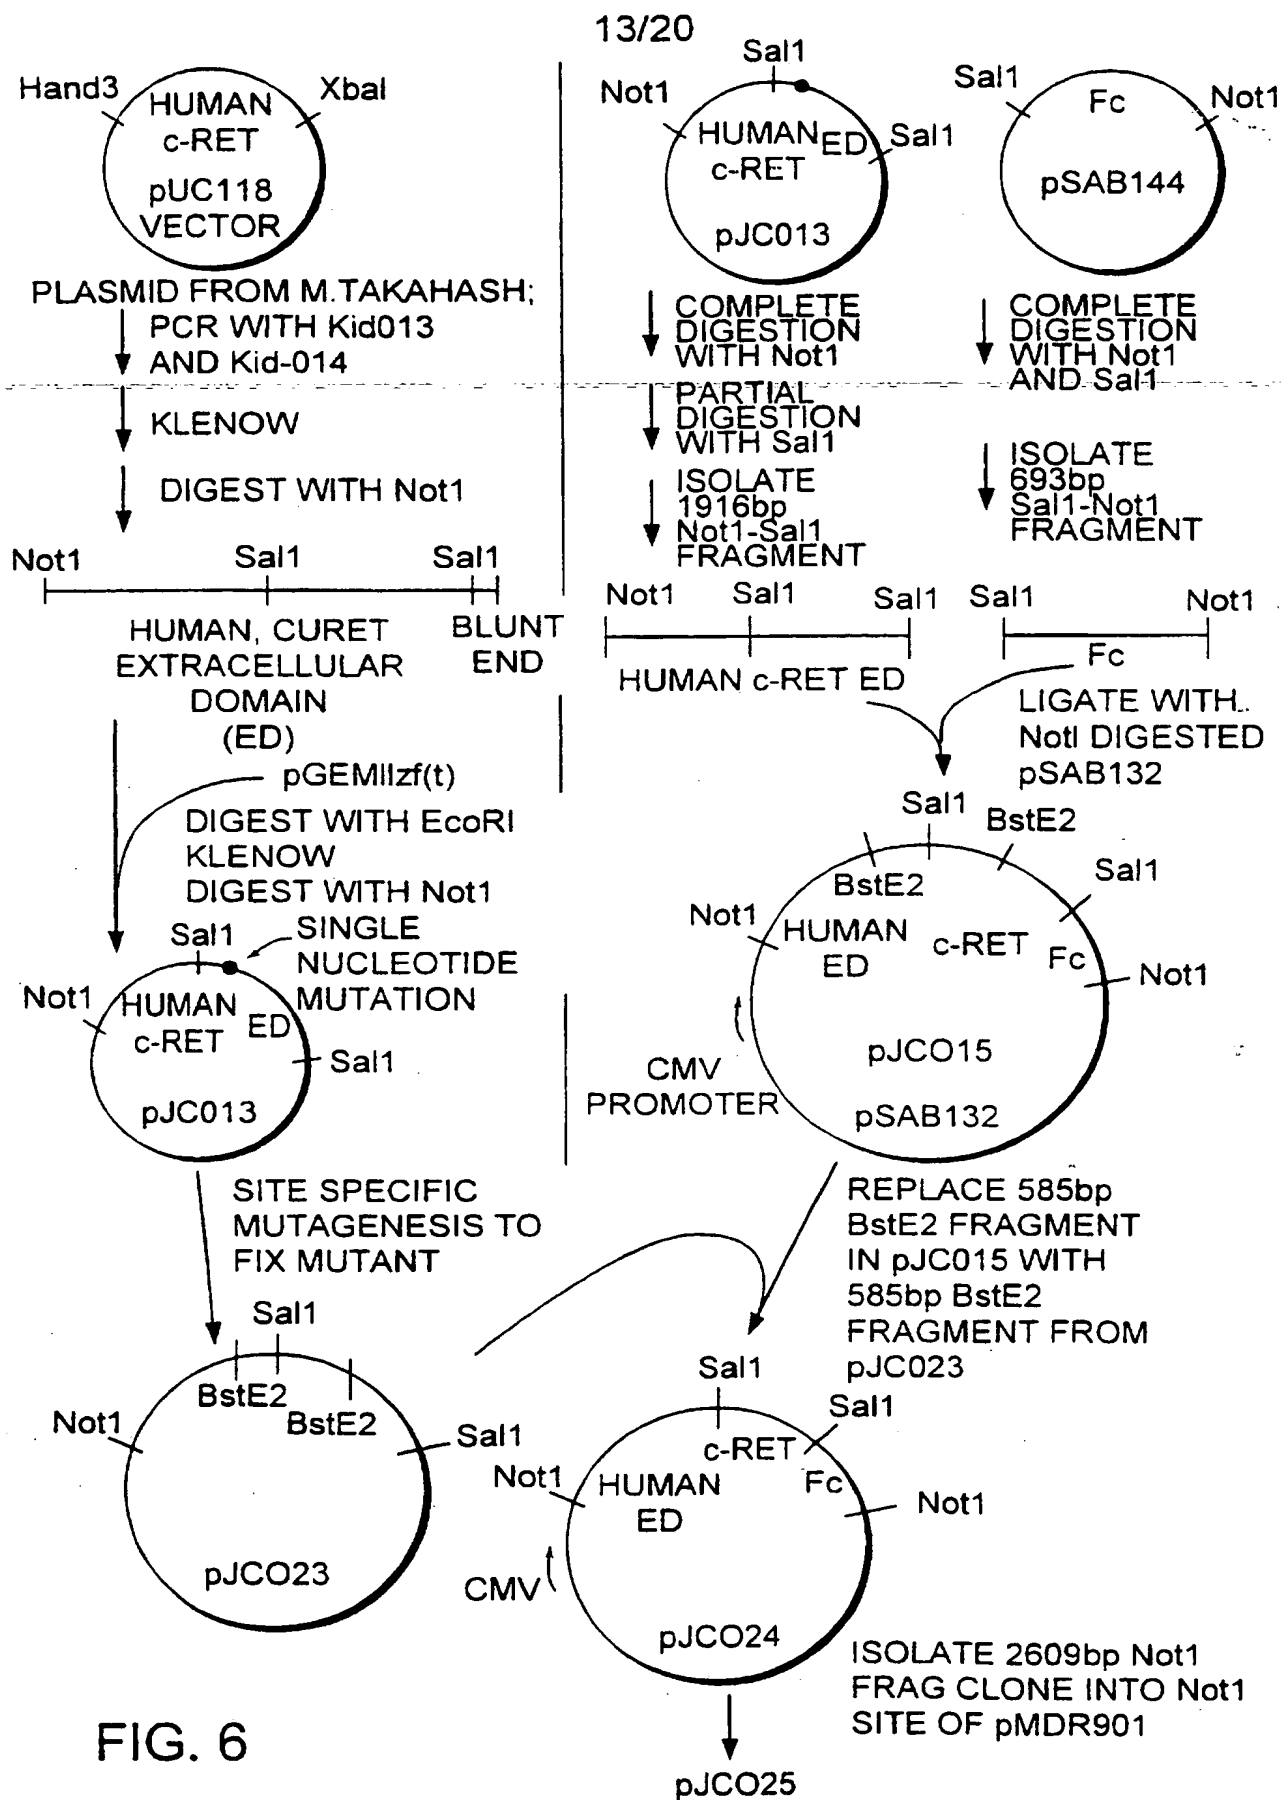 13/20
Hand3
Xbal
HUMAN
c-RET
pUC118
VECTOR
PLASMID FROM M.TAKAHASH;
PCR WITH Kid013
AND Kid-014
KLENOW
DIGEST WITH Not1
Not1
Sal1
Sal1
HUMAN, CURET
EXTRACELLULAR
DOMAIN
(ED)
BLUNT
END
pGEMIIzf(t)
DIGEST WITH EcoRI
KLENOW
DIGEST WITH Not1
Sal1
SINGLE
NUCLEOTIDE
MUTATION
Not1
HUMAN
c-RET
ED
Sal1
pJC013
SITE SPECIFIC
MUTAGENESIS TO
FIX MUTANT
Sal1
BstE2
BstE2
Not1
Sal1
pJCO23
Sal1
Not1
HUMAN
c-RET
ED
Sal1
pJC013
COMPLETE
DIGESTION
WITH Not1
PARTIAL
DIGESTION
WITH Sal1
ISOLATE
1916bp
Not1-Sal1
FRAGMENT
Not1
Sal1
Sal1
HUMAN c-RET ED
Sal1
Fc
Not1
pSAB144
COMPLETE
DIGESTION
WITH Not1
AND Sal1
ISOLATE
693bp
Sal1-Not1
FRAGMENT
Sal1
Not1
Fc
LIGATE WITH
NotI DIGESTED
pSAB132
Sal1
BstE2
BstE2
Sal1
Not1
HUMAN
ED
c-RET
Fc
Not1
CMV
PROMOTER
pJCO15
pSAB132
REPLACE 585bp
BstE2 FRAGMENT
IN pJC015 WITH
585bp BstE2
FRAGMENT FROM
pJC023
Sal1
Sal1
c-RET
Not1
HUMAN
ED
Fc
Not1
CMV
pJCO24
ISOLATE 2609bp Not1
FRAG CLONE INTO Not1
SITE OF pMDR901
pJCO25
FIG. 6